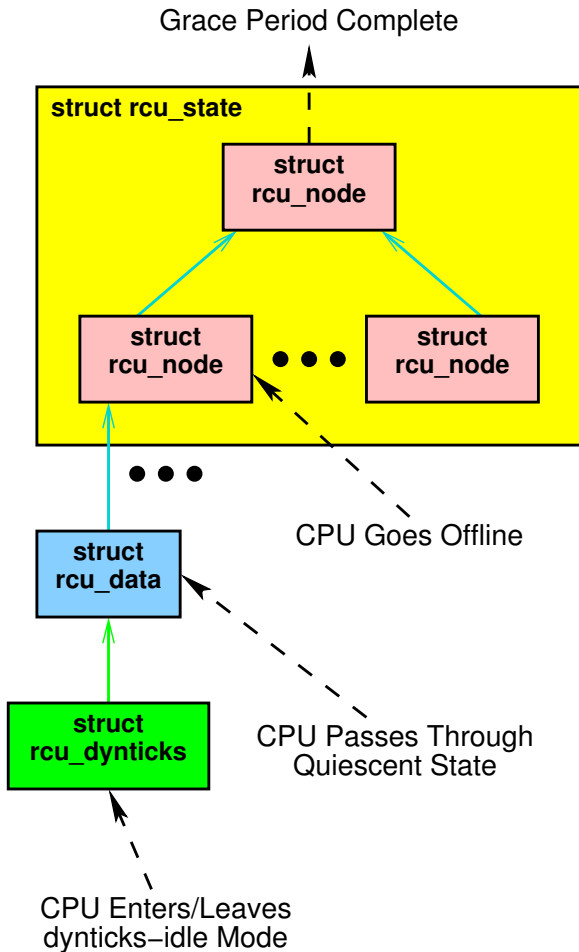 Grace Period Complete
struct rcu_state
struct
rcu_node
struct
rcu_node
struct
rcu_node
CPU Goes Offline
struct
rcu_data
struct
rcu_dynticks
CPU Passes Through
Quiescent State
CPU Enters/Leaves
dynticks−idle Mode